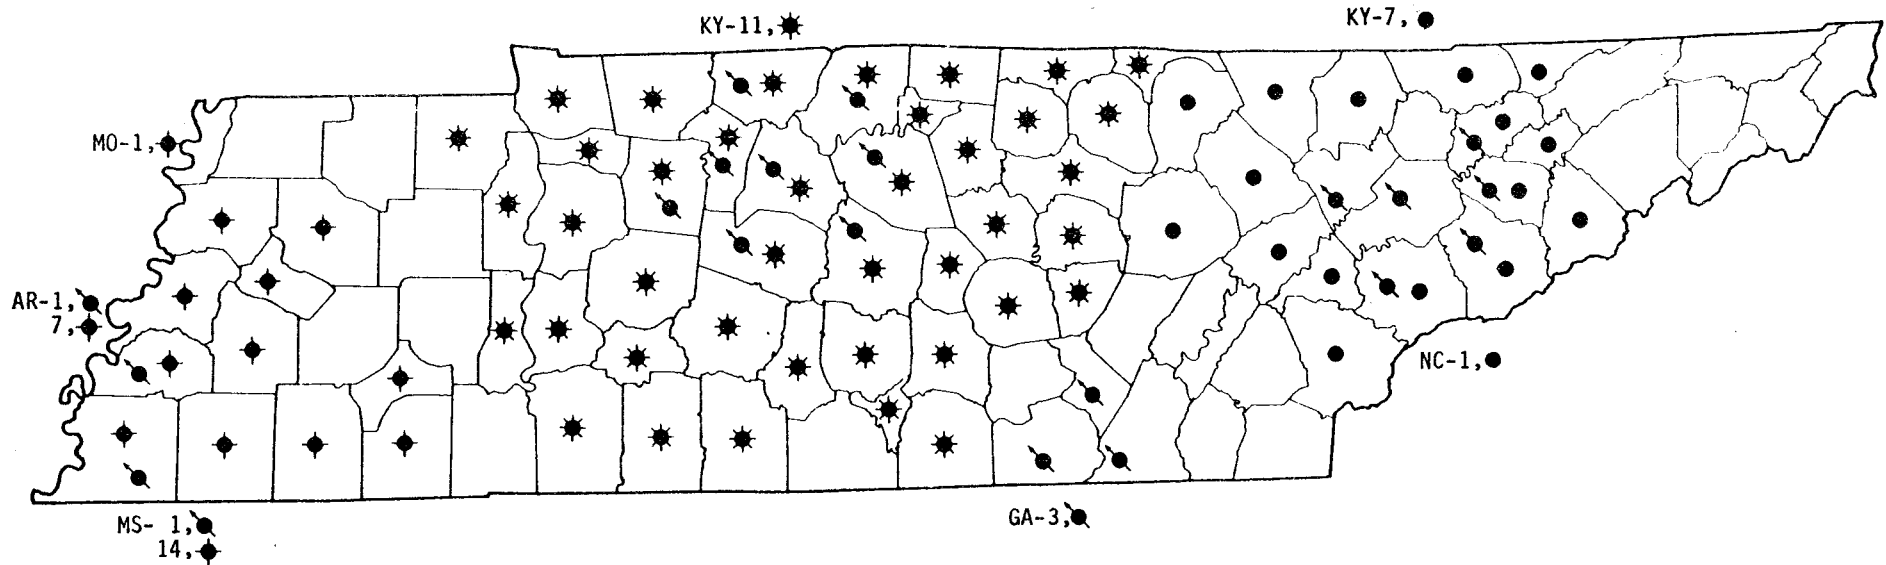 KY-11,
KY-7,
MO-1,
AR-1,
7,
NC-1,
GA-3,
MS- 1,
14,